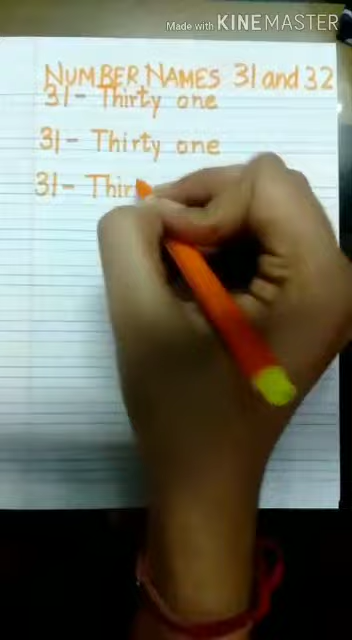 Made with KINEMASTER
NUMBER NAMES 31 and 32
31- Thirty one
31- Thirty one
31- Thir